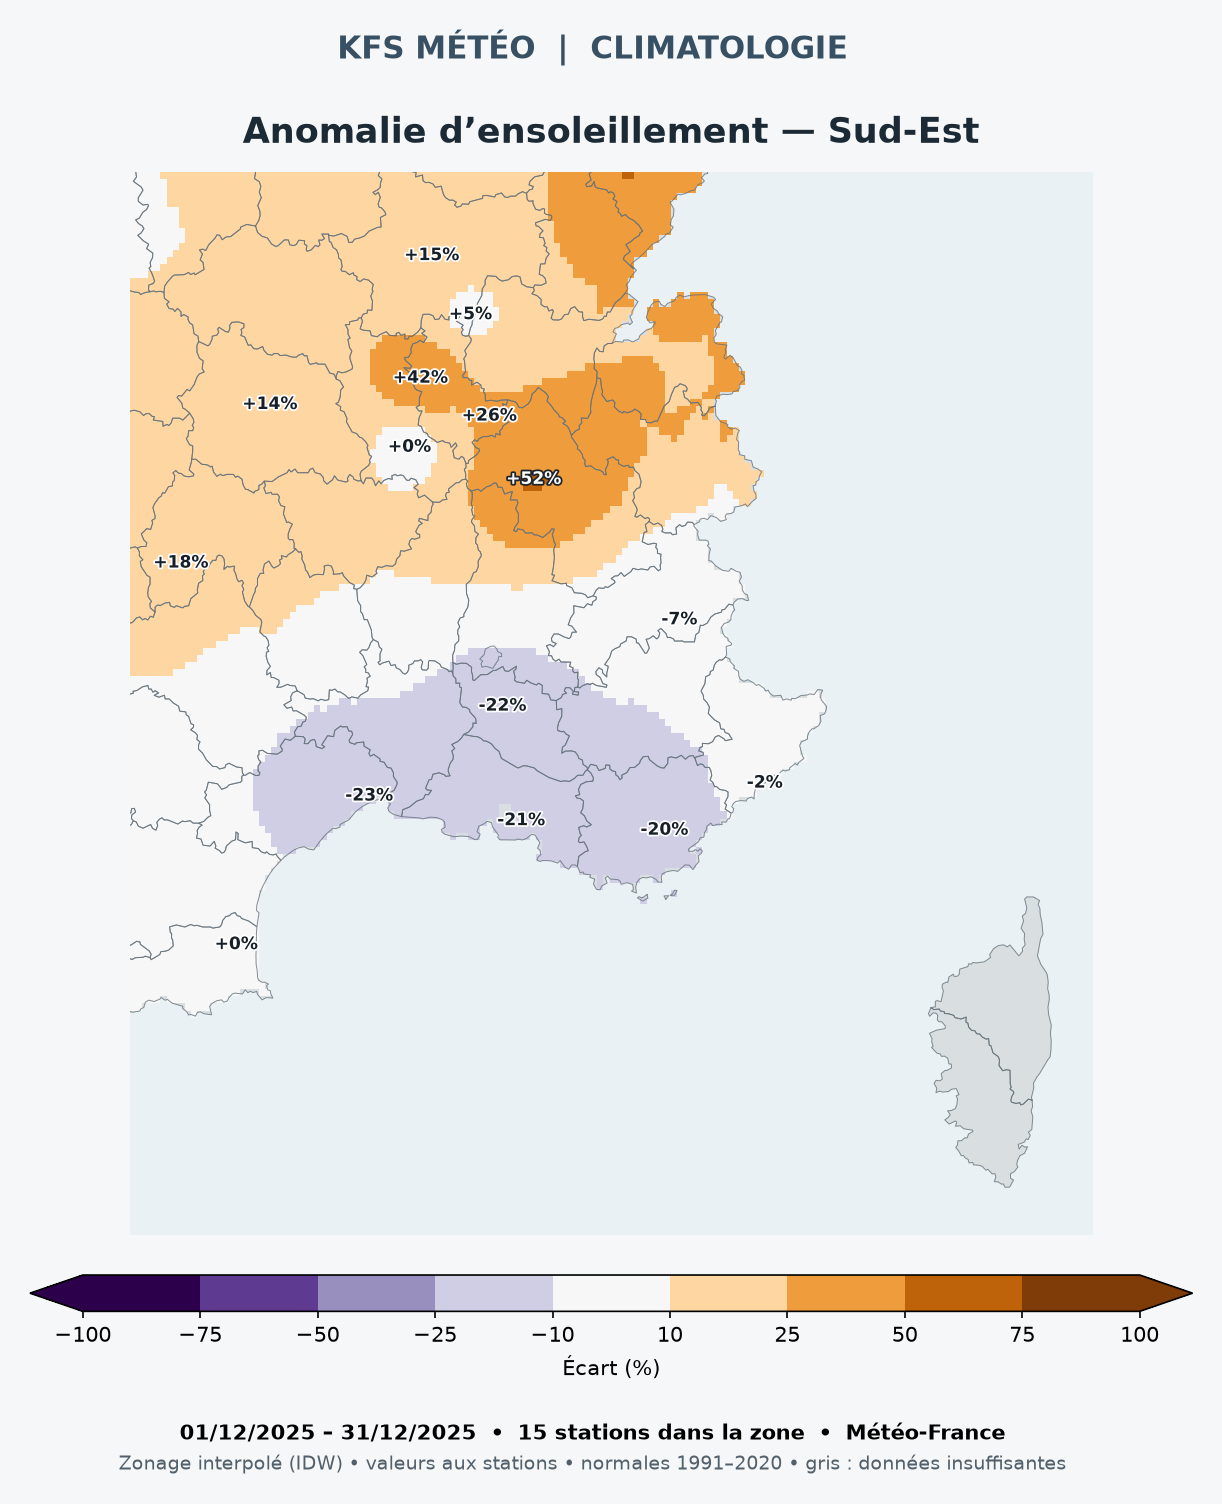 KFS MÉTÉO | CLIMATOLOGIE
Anomalie d’ensoleillement — Sud-Est
+15%
+5%
+42%
+14%
+26%
+0%
+52%
+18%
-7%
-22%
-2%
-23%
-21%
-20%
+0%
−100 −75 −50 −25 −10 10 25 50 75 100
Écart (%)
01/12/2025 – 31/12/2025 • 15 stations dans la zone • Météo-France
Zonage interpolé (IDW) • valeurs aux stations • normales 1991–2020 • gris : données insuffisantes